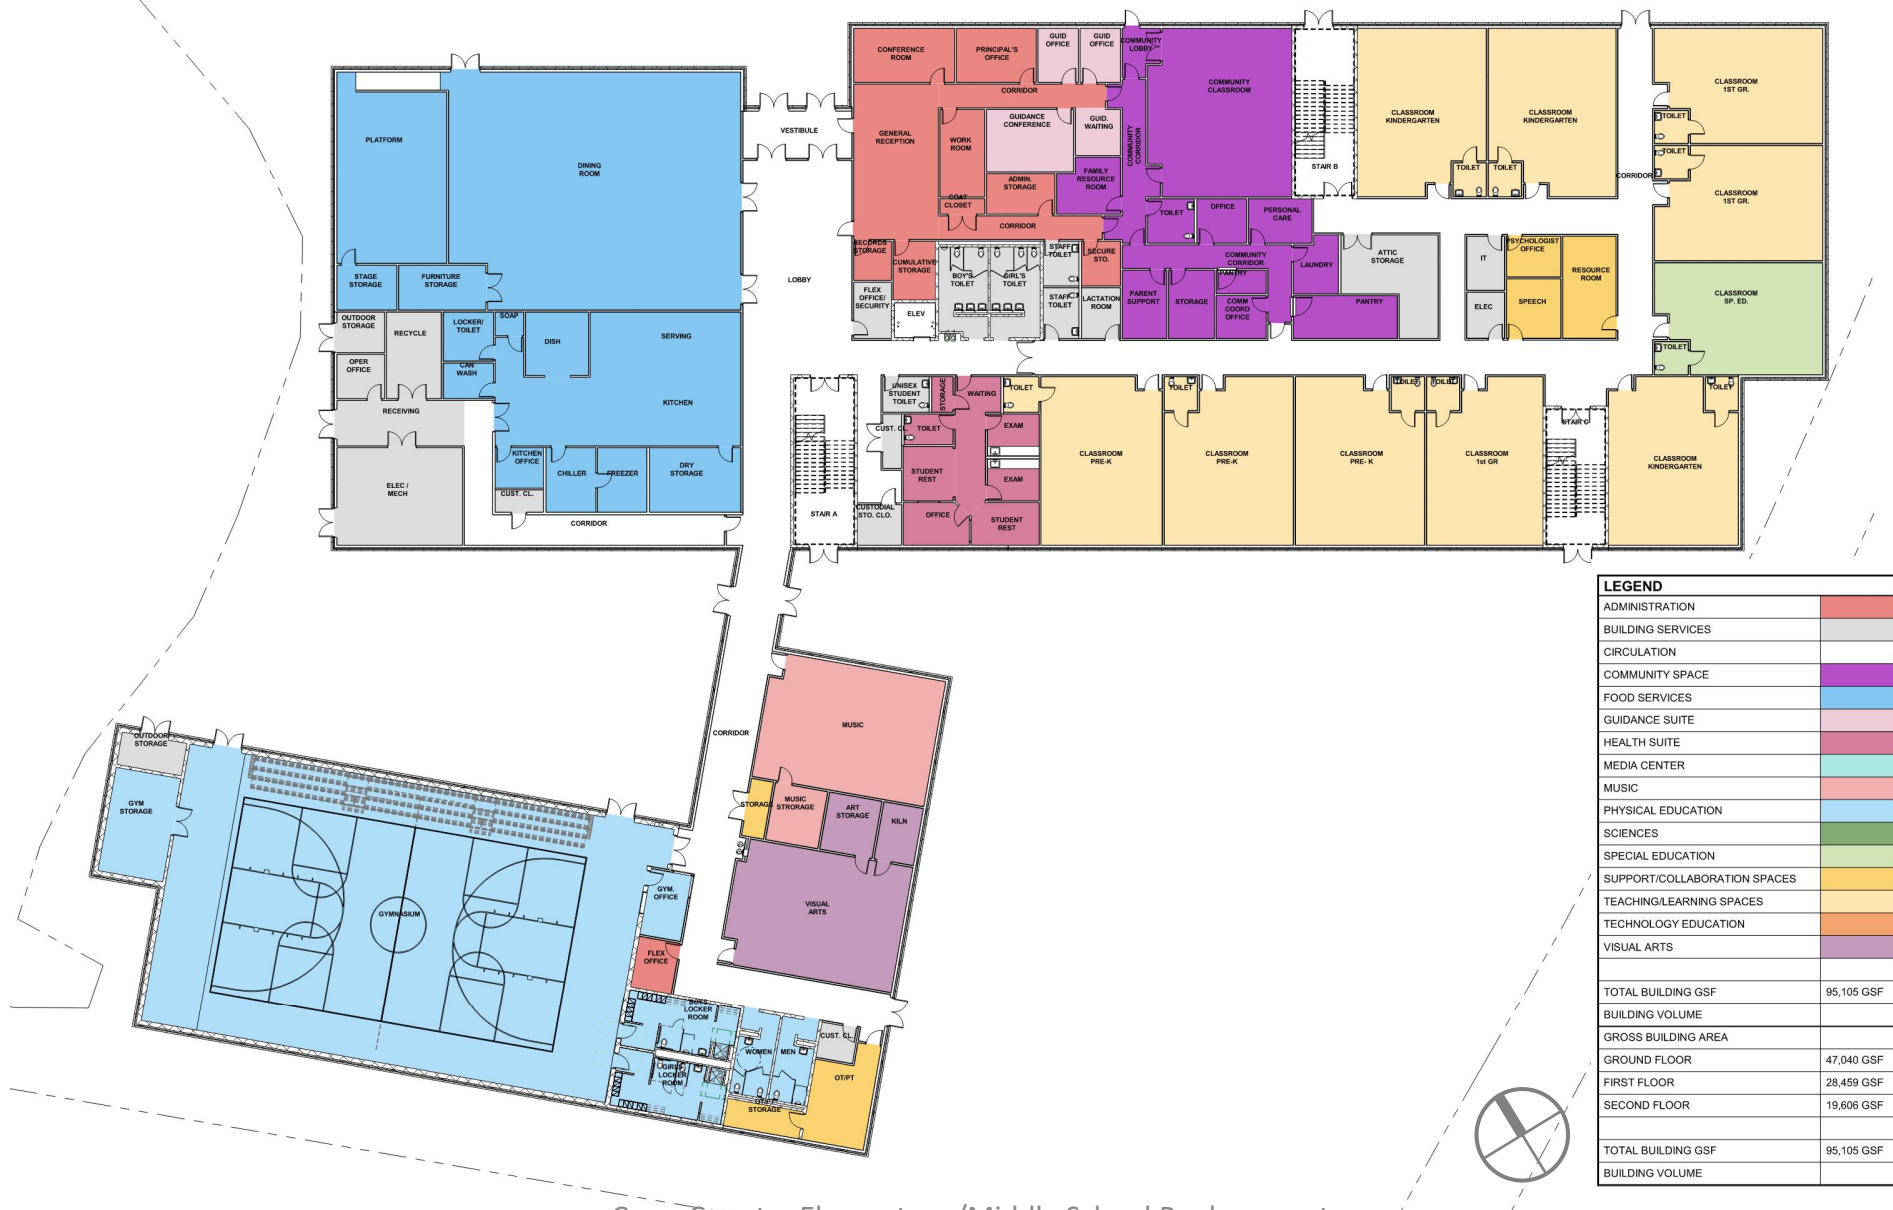 CONFERENCE
ROOM
PRINCIPAL'S
OFFICE
GUID
OFFICE
GUID
OFFICE
COMMUNITY
LOBBY
COMMUNITY
CLASSROOM
CLASSROOM
KINDERGARTEN
CLASSROOM
KINDERGARTEN
CLASSROOM
1ST GR.
PLATFORM
DINING
ROOM
VESTIBULE
CORRIDOR
GENERAL
RECEPTION
WORK
ROOM
GUIDANCE
CONFERENCE
GUID.
WAITING
COMMUNITY
CORRIDOR
TOILET
TOILET
STAIR B
TOILET
TOILET
CORRIDOR
CLASSROOM
1ST GR.
ADMIN.
STORAGE
FAMILY
RESOURCE
ROOM
COAT
CLOSET
CORRIDOR
TOILET
OFFICE
PERSONAL
CARE
RECORDS
STORAGE
CUMULATIVE
STORAGE
BOY'S
TOILET
GIRL'S
TOILET
STAFF
TOILET
SECURE
STO.
COMMUNITY
CORRIDOR
LAUNDRY
ATTIC
STORAGE
IT
PSYCHOLOGIST
OFFICE
RESOURCE
ROOM
STAGE
STORAGE
FURNITURE
STORAGE
LOBBY
FLEX
OFFICE/
SECURITY
ELEV
STAFF
TOILET
LACTATION
ROOM
PARENT
SUPPORT
STORAGE
PANTRY
COMM
COORD
OFFICE
PANTRY
ELEC
SPEECH
CLASSROOM
SP. ED.
TOILET
OUTDOOR
STORAGE
RECYCLE
LOCKER/
TOILET
SOAP
DISH
SERVING
OPER
OFFICE
CAN
WASH
KITCHEN
RECEIVING
UNISEX
STUDENT
TOILET
STORAGE
WAITING
TOILET
TOILET
TOILET
TOILET
TOILET
CUST. CL.
TOILET
EXAM
STAIR C
ELEC /
MECH
KITCHEN
OFFICE
CHILLER
FREEZER
DRY
STORAGE
CUST. CL.
CORRIDOR
STAIR A
STUDENT
REST
EXAM
CLASSROOM
PRE-K
CLASSROOM
PRE-K
CLASSROOM
PRE- K
CLASSROOM
1st GR
CLASSROOM
KINDERGARTEN
CUSTODIAL
STO. CLO.
OFFICE
STUDENT
REST
MUSIC
CORRIDOR
OUTDOOR
STORAGE
GYM
STORAGE
STORAGE
MUSIC
STRORAGE
ART
STORAGE
KILN
GYMNASIUM
GYM.
OFFICE
VISUAL
ARTS
FLEX
OFFICE
BOYS
LOCKER
ROOM
GIRLS
LOCKER
ROOM
WOMEN
MEN
CUST. CL.
OT/PT
OT/PT
STORAGE
LEGEND
ADMINISTRATION
BUILDING SERVICES
CIRCULATION
COMMUNITY SPACE
FOOD SERVICES
GUIDANCE SUITE
HEALTH SUITE
MEDIA CENTER
MUSIC
PHYSICAL EDUCATION
SCIENCES
SPECIAL EDUCATION
SUPPORT/COLLABORATION SPACES
TEACHING/LEARNING SPACES
TECHNOLOGY EDUCATION
VISUAL ARTS
TOTAL BUILDING GSF 95,105 GSF
BUILDING VOLUME
GROSS BUILDING AREA
GROUND FLOOR 47,040 GSF
FIRST FLOOR 28,459 GSF
SECOND FLOOR 19,606 GSF
TOTAL BUILDING GSF 95,105 GSF
BUILDING VOLUME